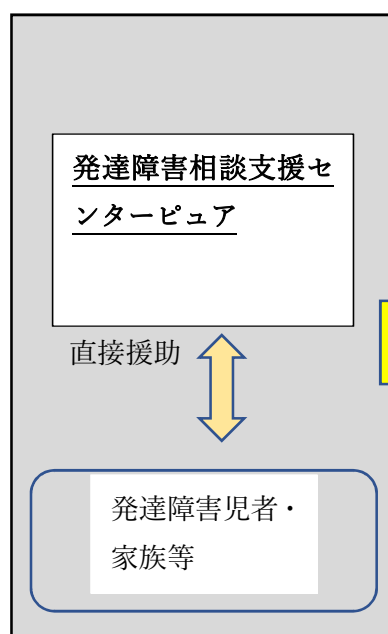 発達障害相談支援セ
ンターピュア
直接援助
発達障害児者・
家族等